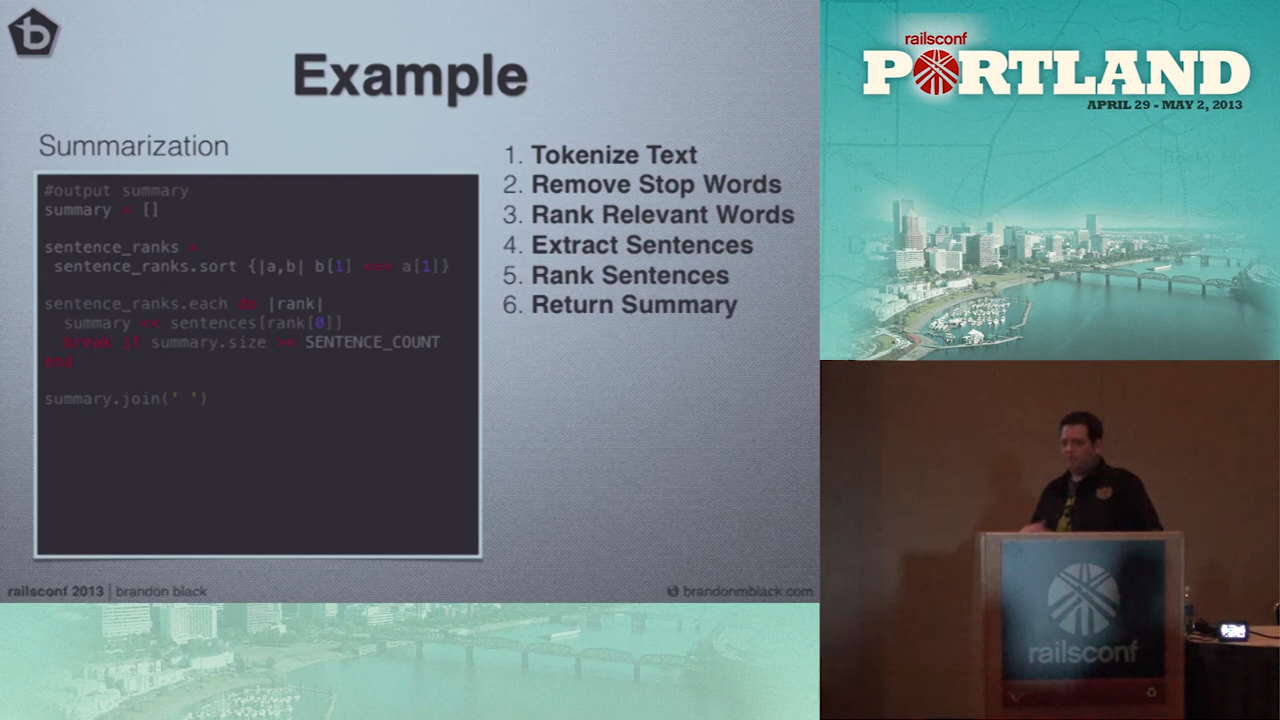 Example
Summarization
#output summary
summary = []
sentence_ranks =
sentence_ranks.sort {|a,b| b[1] <=> a[1]}
sentence_ranks.each do |rank|
summary << sentences[rank[0]]
break if summary.size >= SENTENCE_COUNT
end
summary.join(' ')
1. Tokenize Text
2. Remove Stop Words
3. Rank Relevant Words
4. Extract Sentences
5. Rank Sentences
6. Return Summary
railsconf 2013 | brandon black
brandonmblack.com
railsconf
PORTLAND
APRIL 29 - MAY 2, 2013
railsconf